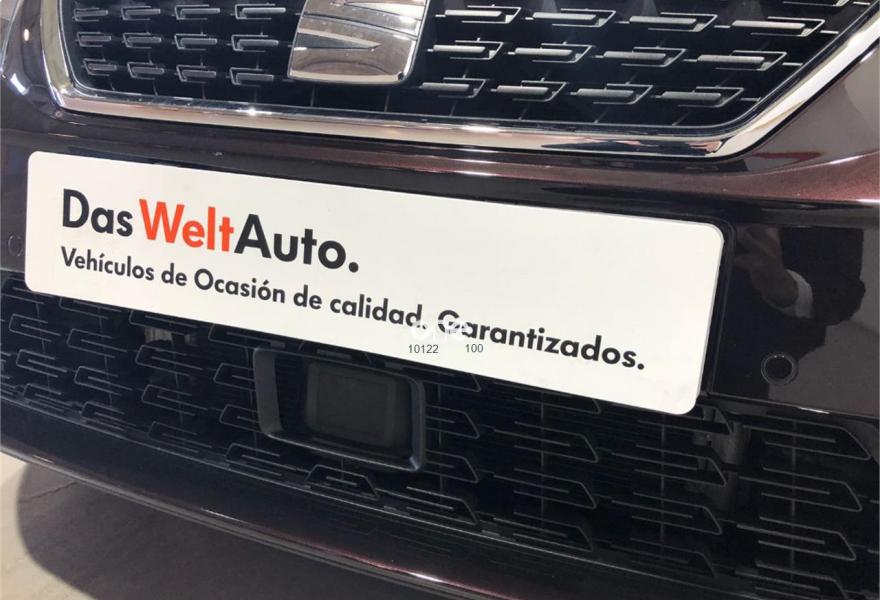 Das WeltAuto.
Vehículos de Ocasión de calidad. Garantizados.
10122 100